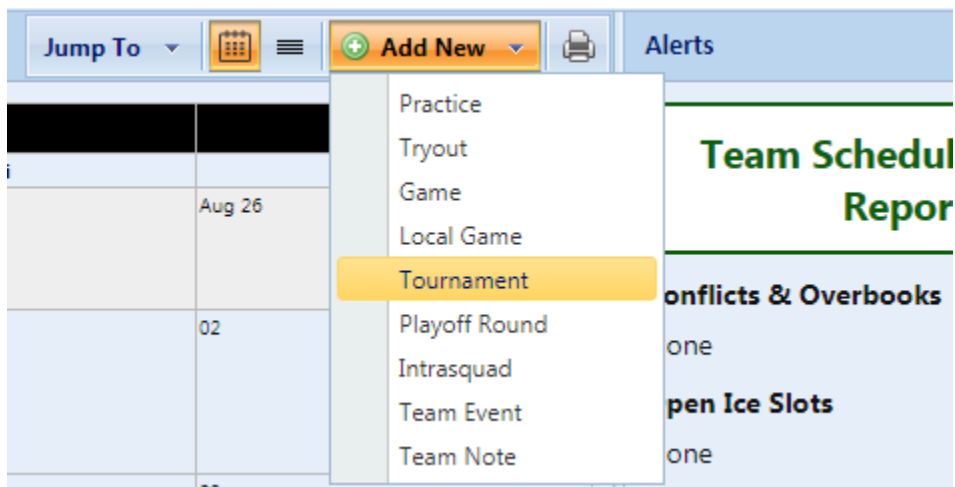 Jump To
Add New
Alerts
Practice
Tryout
Game
Local Game
Tournament
Playoff Round
Intrasquad
Team Event
Team Note
i
Aug 26
02
Team Schedul
Repor
onflicts & Overbooks
one
pen Ice Slots
one